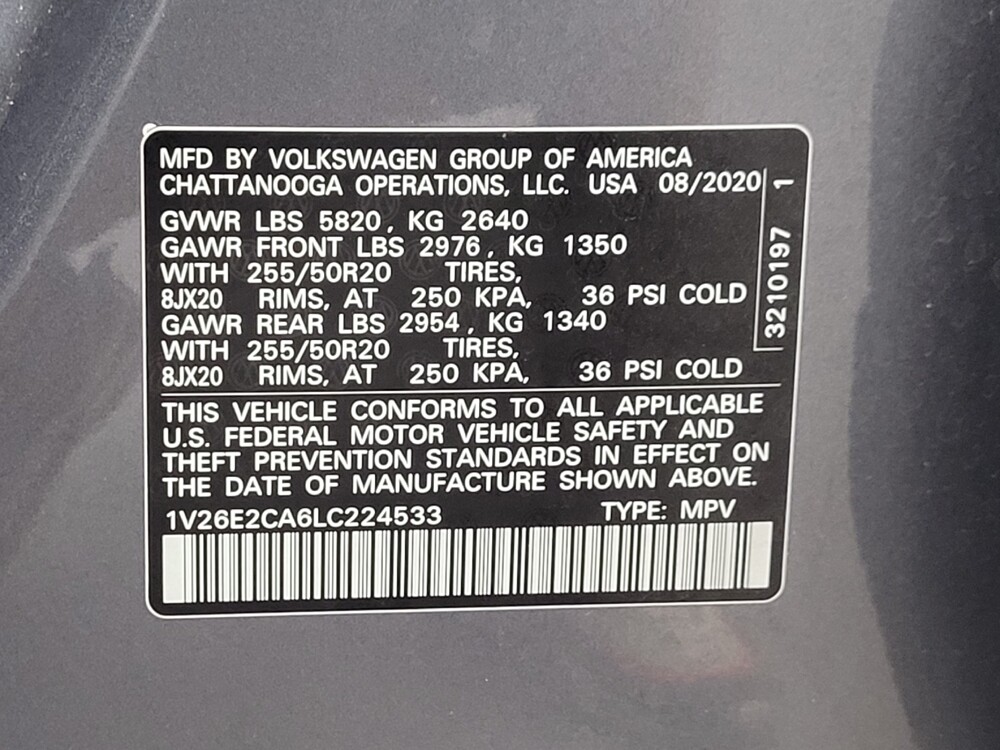 MFD BY VOLKSWAGEN GROUP OF AMERICA
CHATTANOOGA OPERATIONS, LLC. USA 08/2020
GVWR LBS 5820, KG 2640
GAWR FRONT LBS 2976, KG 1350
WITH 255/50R20 TIRES,
8JX20 RIMS, AT 250 KPA, 36 PSI COLD
GAWR REAR LBS 2954, KG 1340
WITH 255/50R20 TIRES,
8JX20 RIMS, AT 250 KPA, 36 PSI COLD
3210197 1
THIS VEHICLE CONFORMS TO ALL APPLICABLE
U.S. FEDERAL MOTOR VEHICLE SAFETY AND
THEFT PREVENTION STANDARDS IN EFFECT ON
THE DATE OF MANUFACTURE SHOWN ABOVE.
1V26E2CA6LC224533 TYPE: MPV